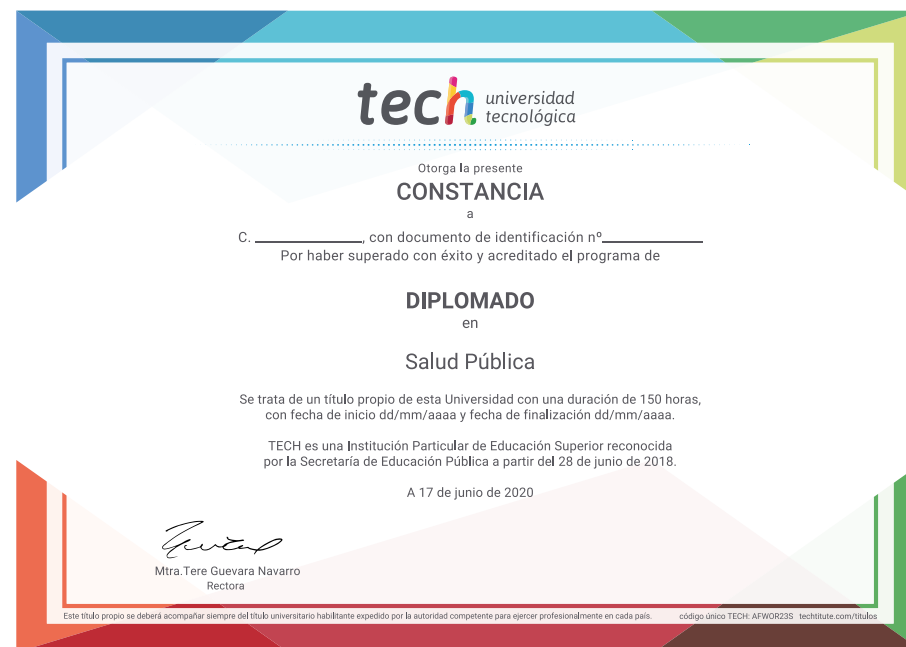 tech universidad
tecnológica
Otorga la presente
CONSTANCIA
a
C. ____________, con documento de identificación nº____________
Por haber superado con éxito y acreditado el programa de
DIPLOMADO
en
Salud Pública
Se trata de un título propio de esta Universidad con una duración de 150 horas,
con fecha de inicio dd/mm/aaaa y fecha de finalización dd/mm/aaaa.
TECH es una Institución Particular de Educación Superior reconocida
por la Secretaría de Educación Pública a partir del 28 de junio de 2018.
A 17 de junio de 2020
Mtra.Tere Guevara Navarro
Rectora
Este título propio se deberá acompañar siempre del título universitario habilitante expedido por la autoridad competente para ejercer profesionalmente en cada país. código único TECH: AFWOR23S techtitute.com/titulos